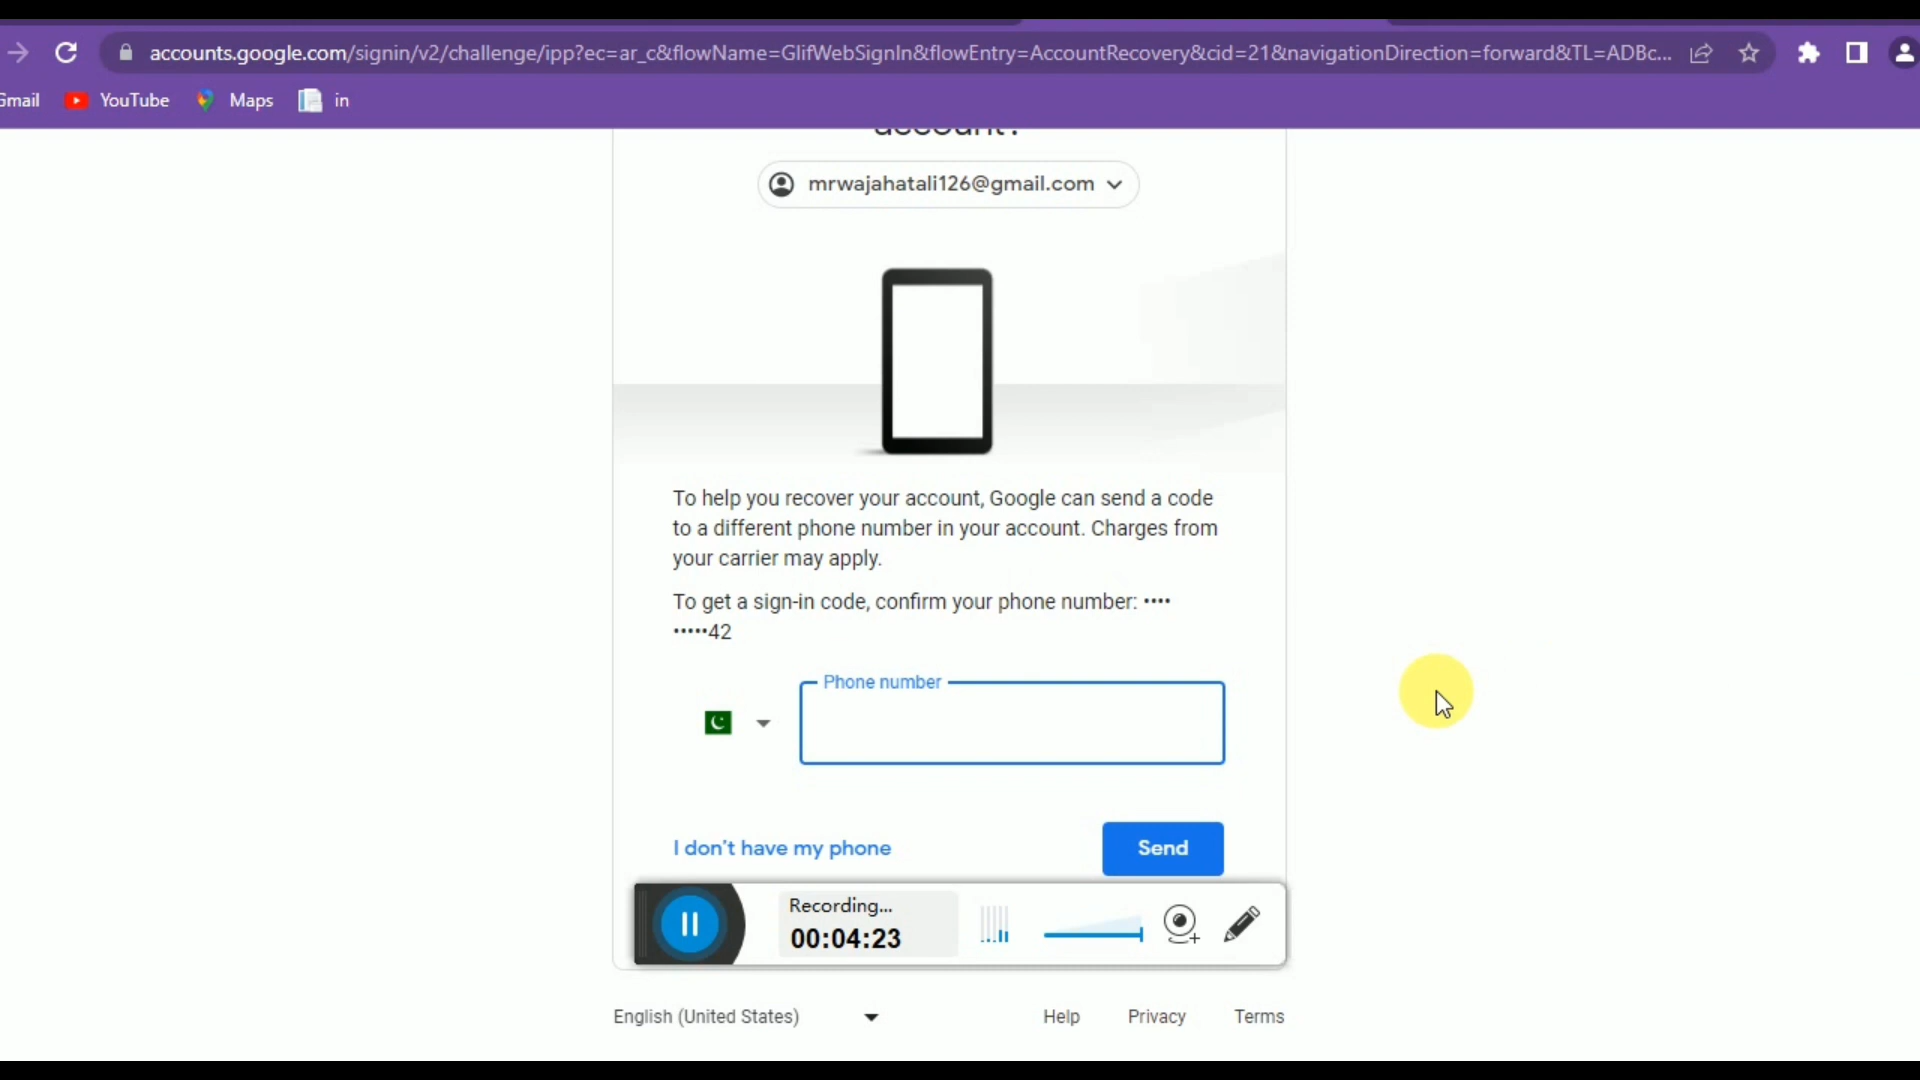 accounts.google.com/signin/v2/challenge/ipp?ec=ar_c&flowName=GlifWebSignIn&flowEntry=AccountRecovery&cid=21&navigationDirection=forward&TL=ADBc...
Gmail YouTube Maps in
account?
mrwajahatali126@gmail.com
To help you recover your account, Google can send a code
to a different phone number in your account. Charges from
your carrier may apply.
To get a sign-in code, confirm your phone number: ••••
•••••42
Phone number
I don't have my phone
Send
Recording...
00:04:23
English (United States) Help Privacy Terms